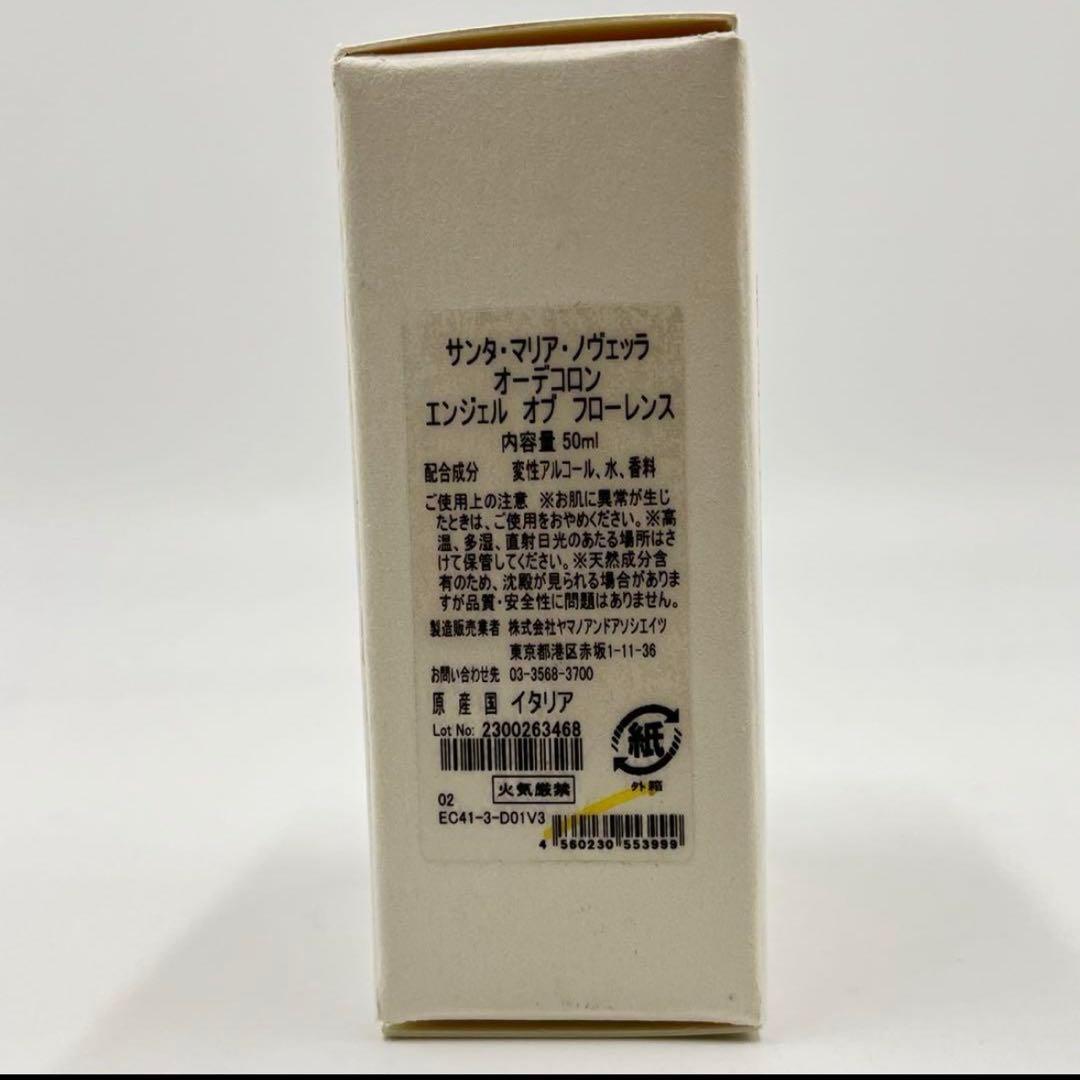 サンタ・マリア・ノヴェッラ
オーデコロン
エンジェル オブ フローレンス
内容量 50ml
配合成分 変性アルコール、水、香料
ご使用上の注意 ※お肌に異常が生じ
たときは、ご使用をおやめください。※高
温、多湿、直射日光のあたる場所はさ
けて保管してください。※天然成分含
有のため、沈殿が見られる場合がありま
すが品質・安全性に問題はありません。
製造販売業者 株式会社ヤマノアンドアソシエイツ
東京都港区赤坂1-11-36
お問い合わせ先 03-3568-3700
原 産 国 イタリア
Lot No: 2300263468
紙
外箱
火気厳禁
02
EC41-3-D01V3
4 560230 553999